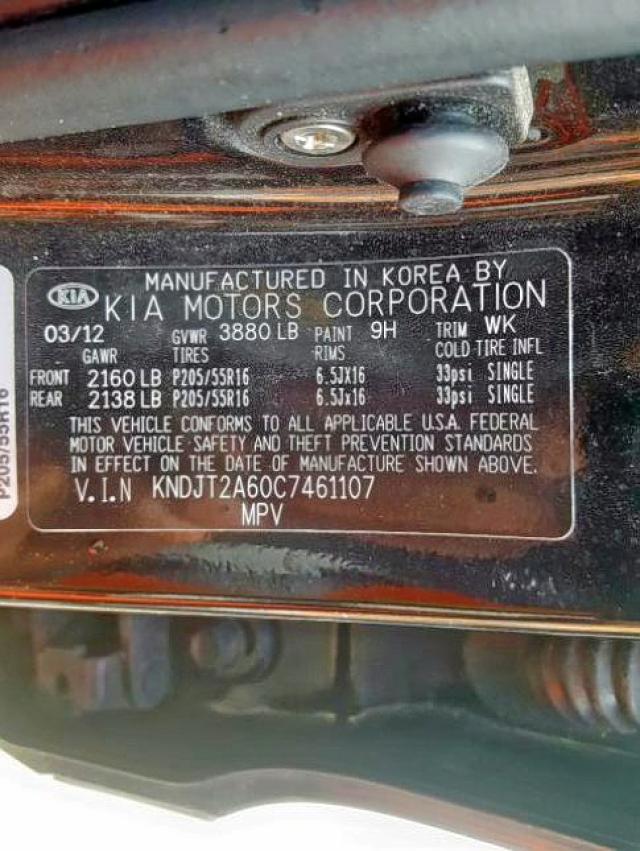 MANUFACTURED IN KOREA BY
KIA KIA MOTORS CORPORATION
03/12 GVWR 3880 LB PAINT 9H TRIM WK
GAWR TIRES RIMS COLD TIRE INFL
FRONT 2160 LB P205/55R16 6.5JX16 33psi SINGLE
REAR 2138 LB P205/55R16 6.5Jx16 33psi SINGLE
THIS VEHICLE CONFORMS TO ALL APPLICABLE U.S.A. FEDERAL
MOTOR VEHICLE SAFETY AND THEFT PREVENTION STANDARDS
IN EFFECT ON THE DATE OF MANUFACTURE SHOWN ABOVE.
V.I.N KNDJT2A60C7461107
MPV
P205/55R16